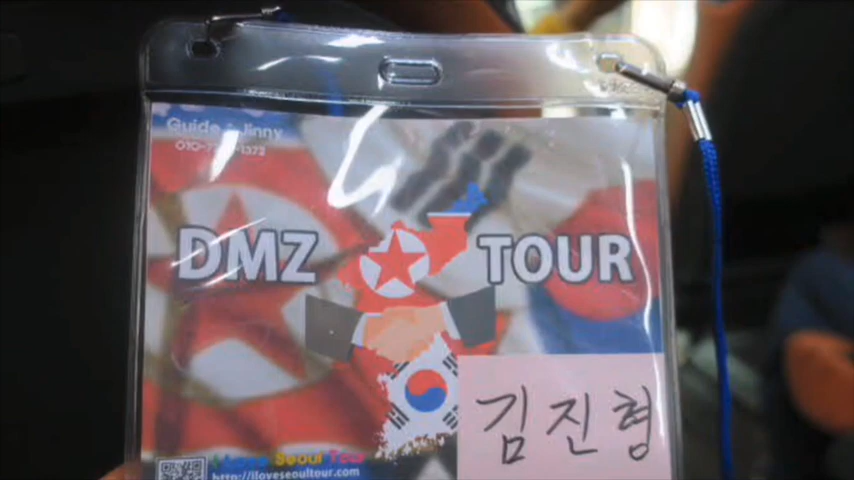 Guide : Jinny
DMZ TOUR
김진형
Seoul Tour
http://iloveseoultour.com